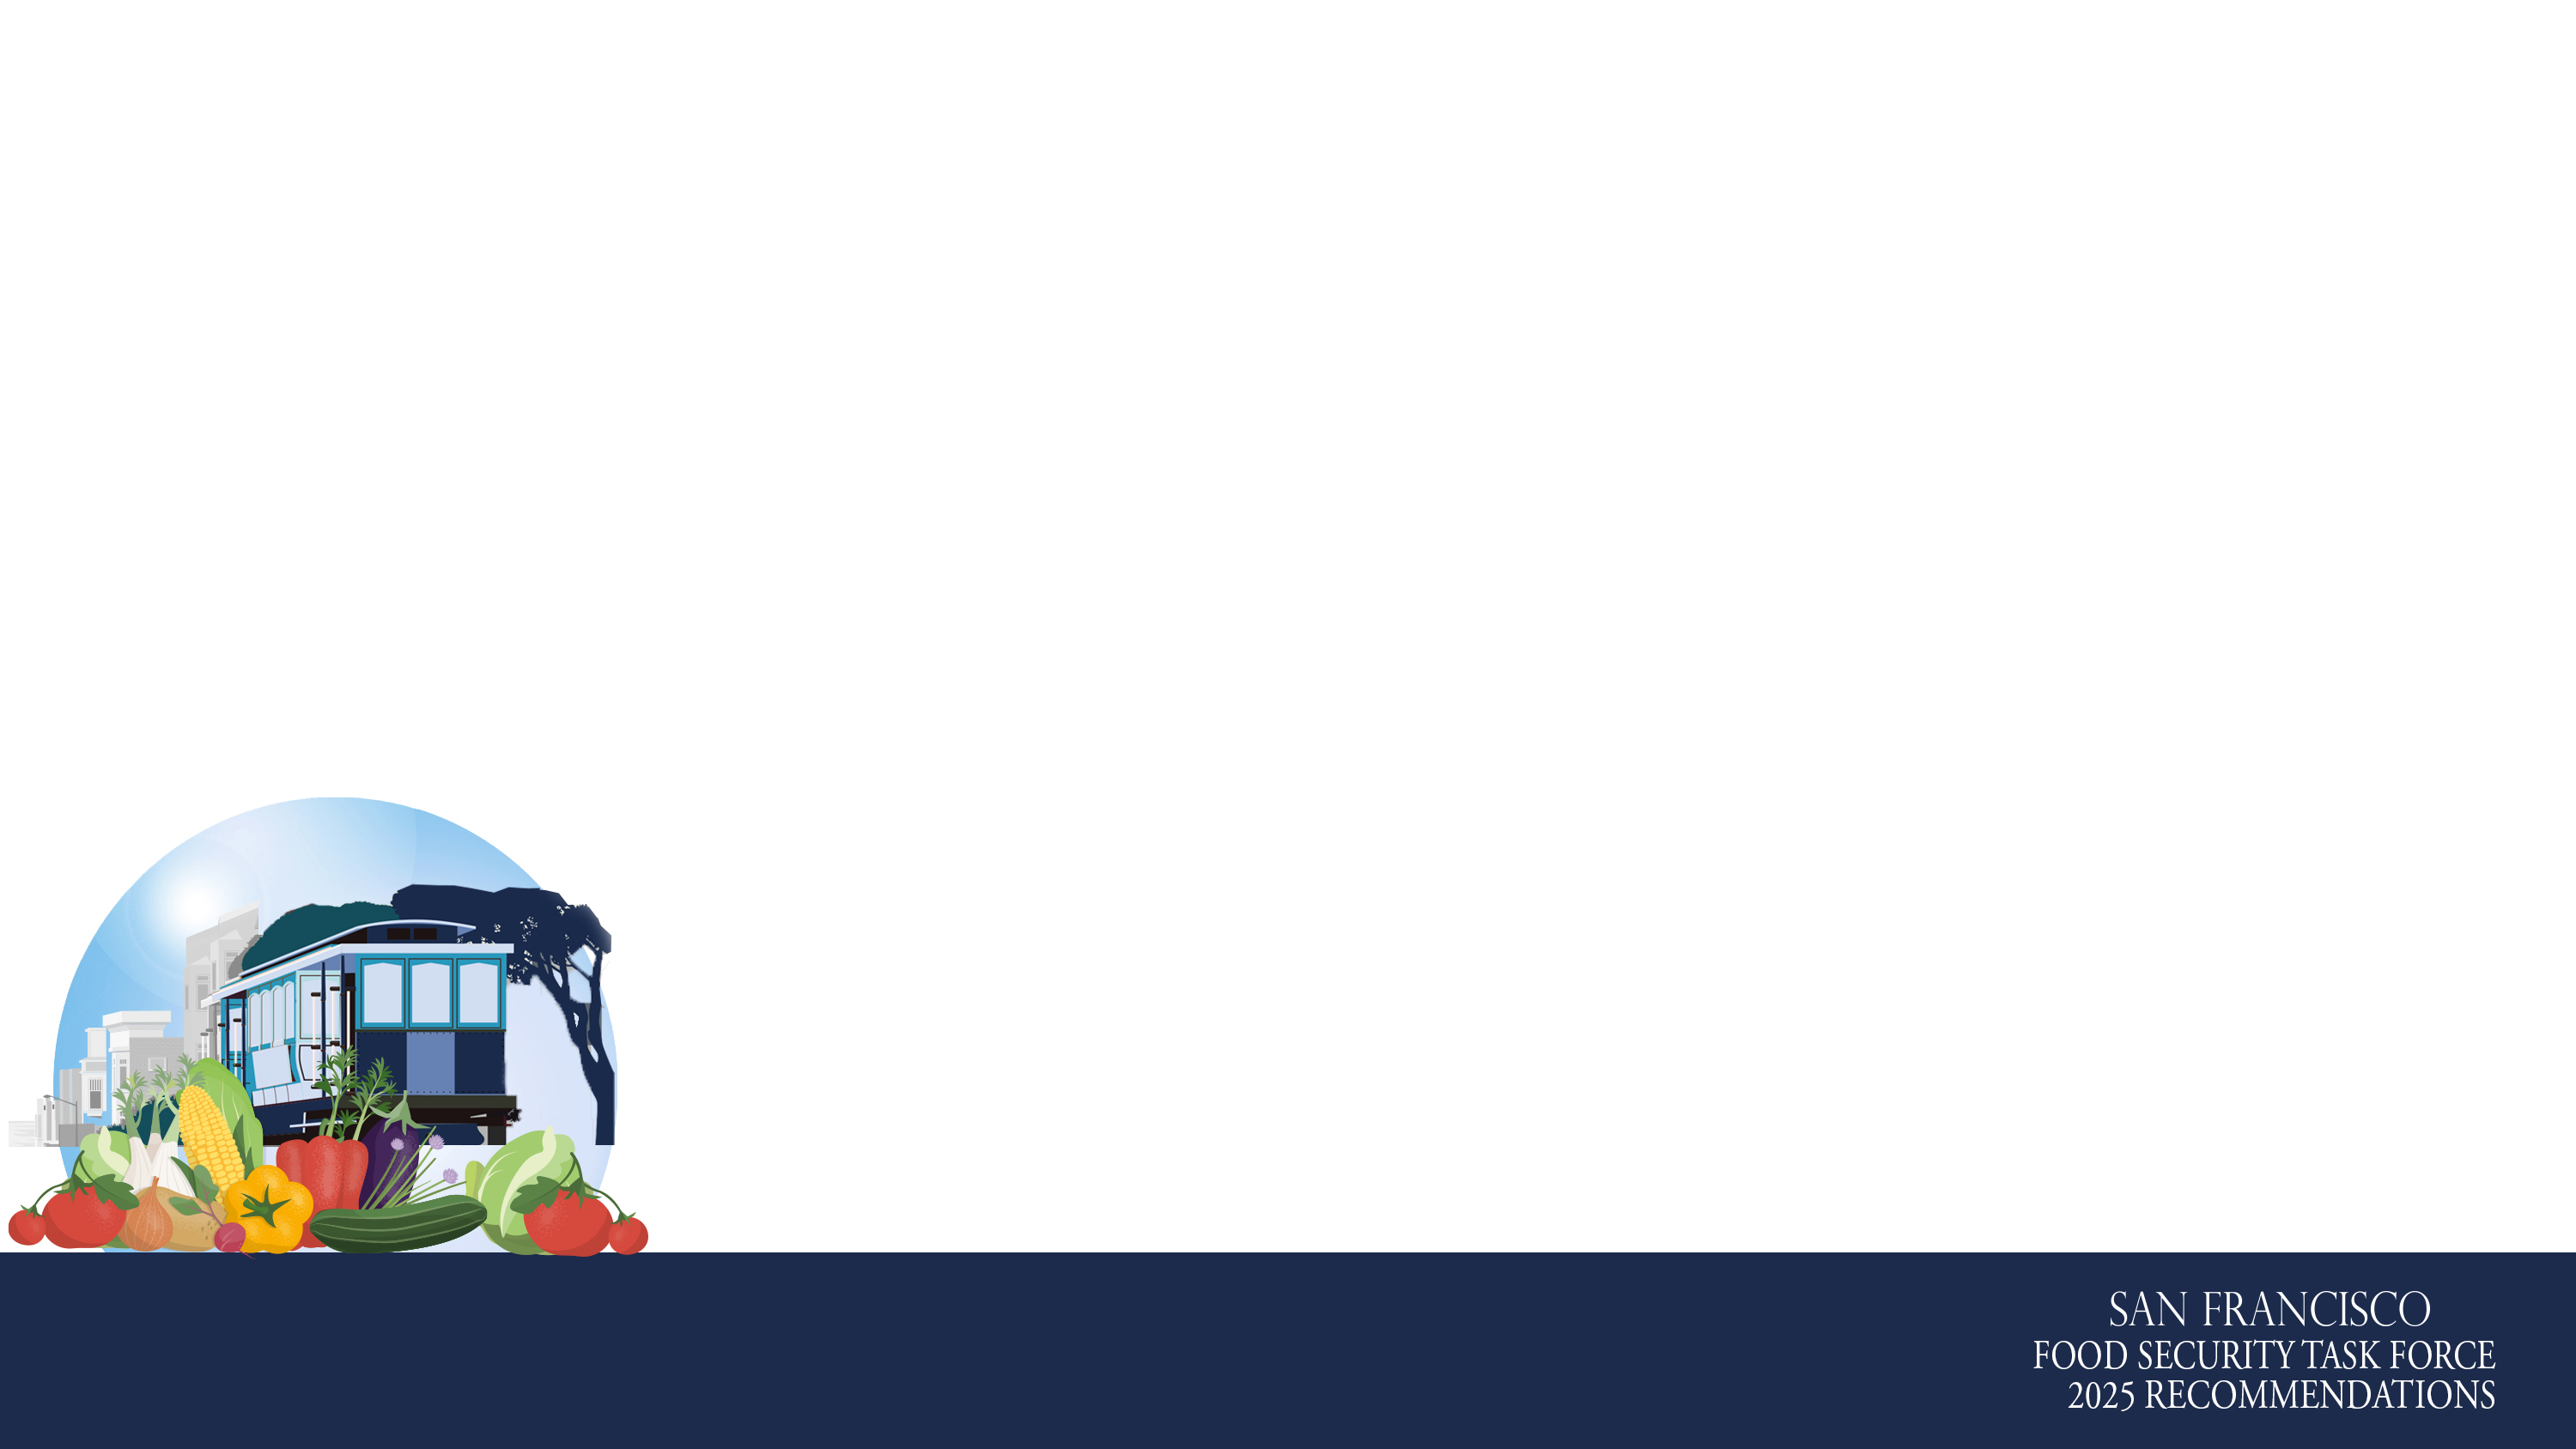 SAN FRANCISCO
FOOD SECURITY TASK FORCE
2025 RECOMMENDATIONS